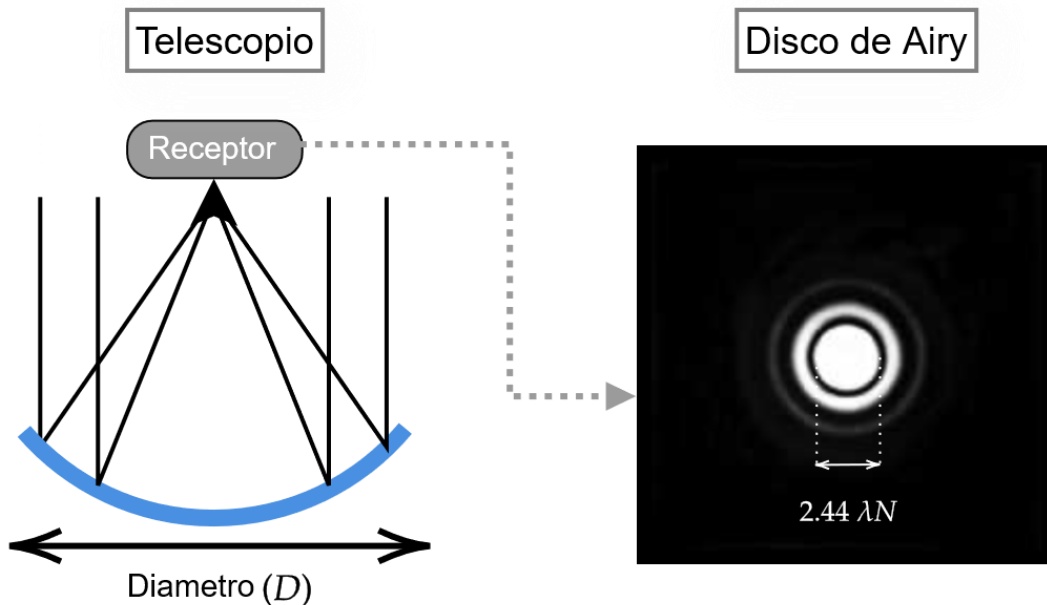 Telescopio
Disco de Airy
Receptor
2.44 λN
Diametro (D)